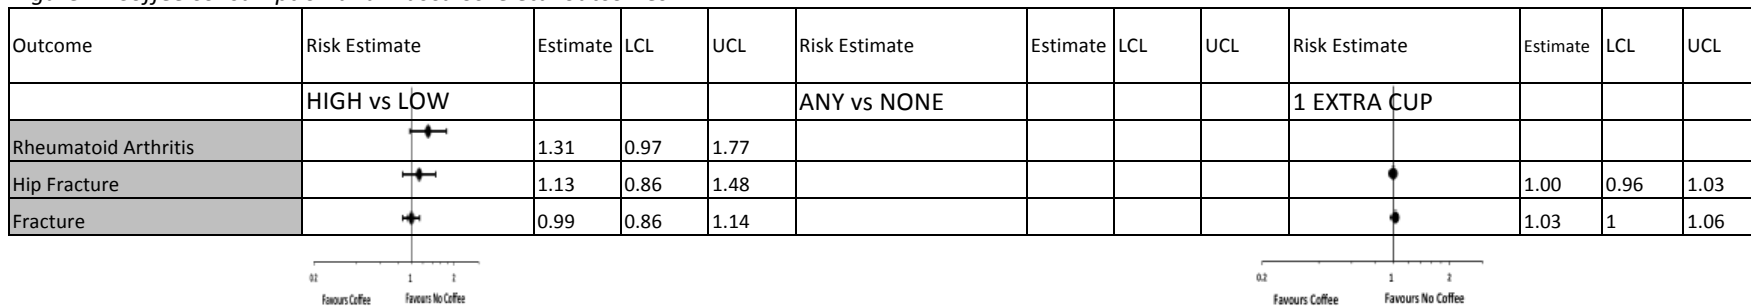 Outcome Risk Estimate Estimate LCL UCL Risk Estimate Estimate LCL UCL Risk Estimate Estimate LCL UCL
HIGH vs LOW ANY vs NONE 1 EXTRA CUP
Rheumatoid Arthritis 1.31 0.97 1.77
Hip Fracture 1.13 0.86 1.48 1.00 0.96 1.03
Fracture 0.99 0.86 1.14 1.03 1 1.06
0.2 1 2 0.2 1 2
Favours Coffee Favours No Coffee Favours Coffee Favours No Coffee